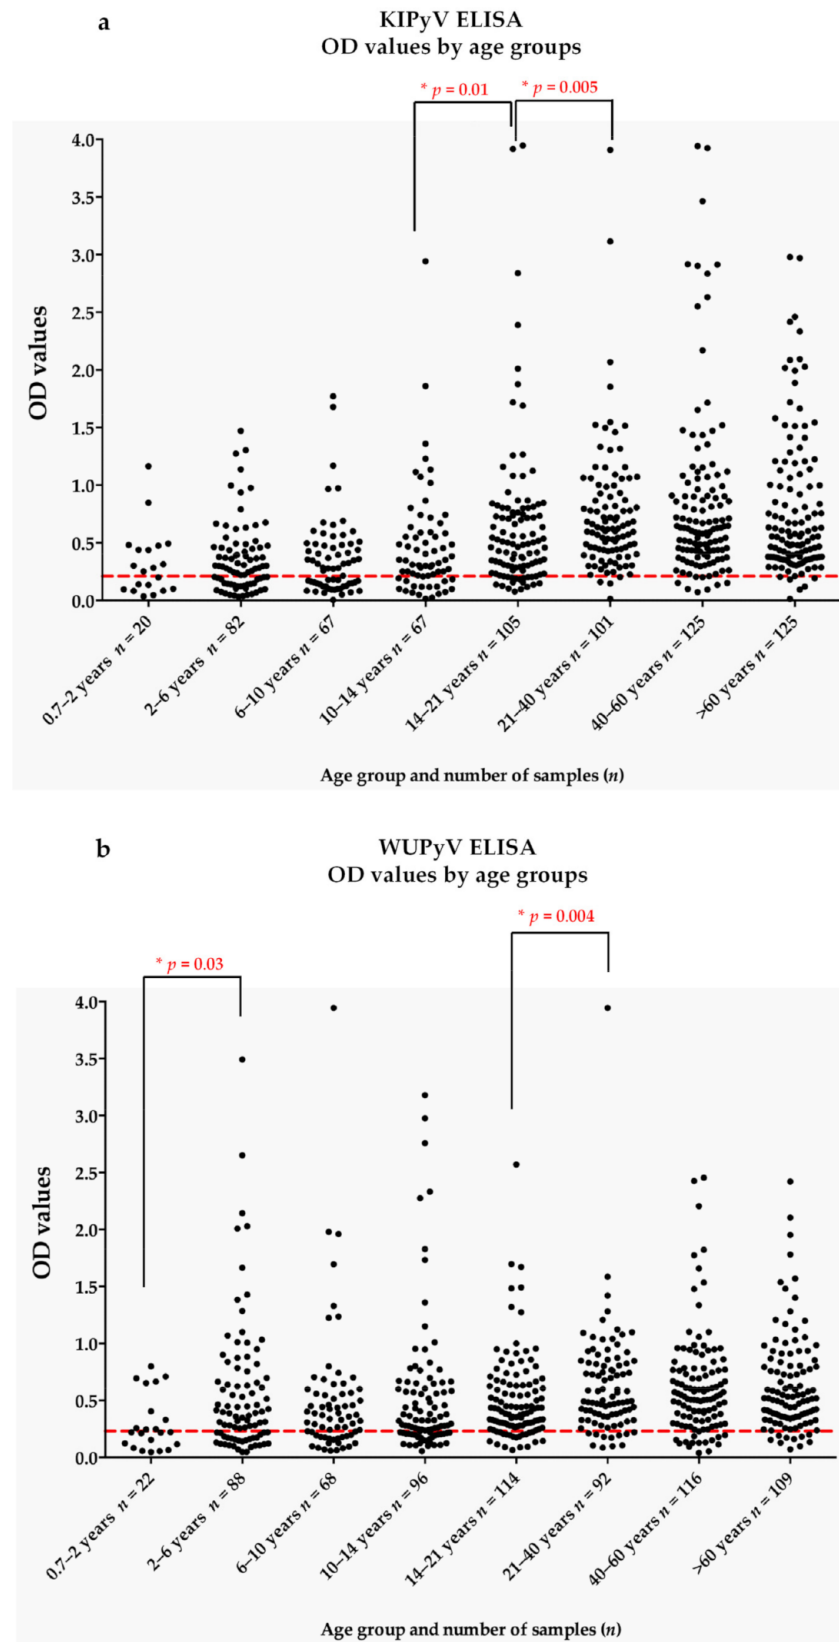 a
KIPyV ELISA
OD values by age groups
* p = 0.01
* p = 0.005
OD values
4.0
3.5
3.0
2.5
2.0
1.5
1.0
0.5
0.0
0.7–2 years n = 20
2–6 years n = 82
6–10 years n = 67
10–14 years n = 67
14–21 years n = 105
21–40 years n = 101
40–60 years n = 125
>60 years n = 125
Age group and number of samples (n)
b
WUPyV ELISA
OD values by age groups
* p = 0.004
* p = 0.03
OD values
4.0
3.5
3.0
2.5
2.0
1.5
1.0
0.5
0.0
0.7–2 years n = 22
2–6 years n = 88
6–10 years n = 68
10–14 years n = 96
14–21 years n = 114
21–40 years n = 92
40–60 years n = 116
>60 years n = 109
Age group and number of samples (n)